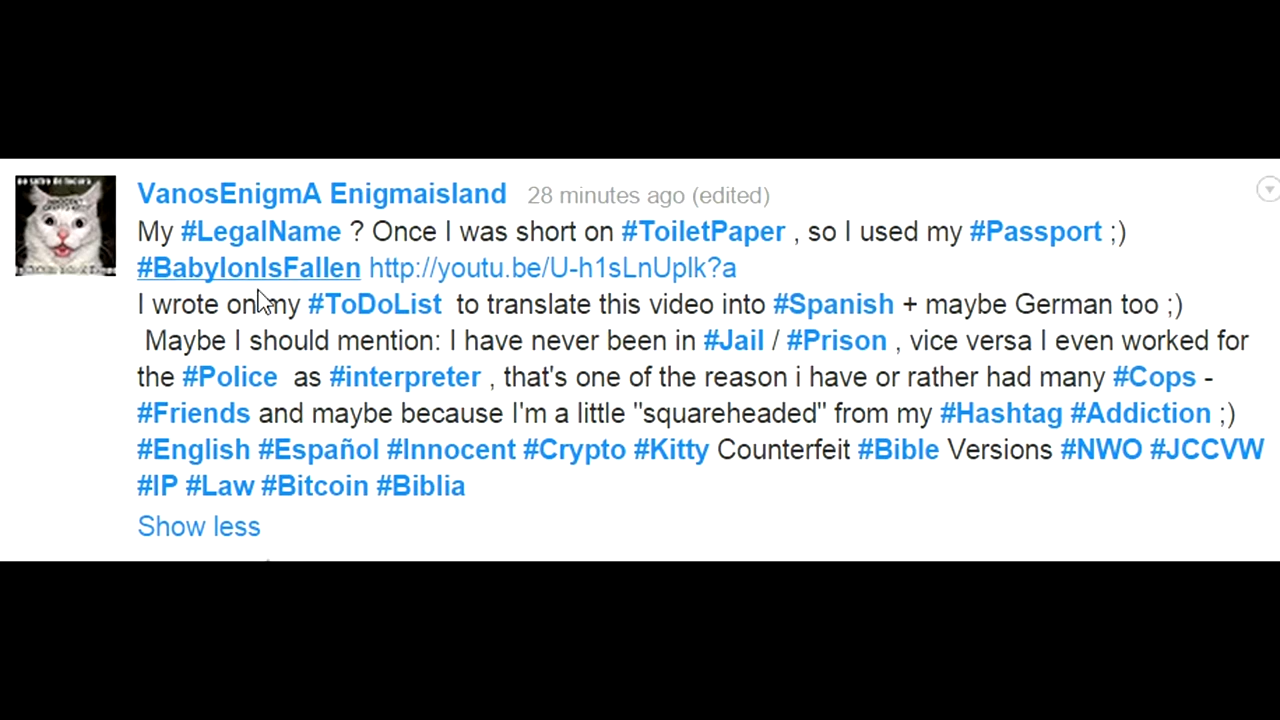 VanosEnigmA Enigmaisland 28 minutes ago (edited)
My #LegalName ? Once I was short on #ToiletPaper , so I used my #Passport ;)
#BabylonIsFallen http://youtu.be/U-h1sLnUplk?a
I wrote on my #ToDoList to translate this video into #Spanish + maybe German too ;)
Maybe I should mention: I have never been in #Jail / #Prison , vice versa I even worked for
the #Police as #interpreter , that's one of the reason i have or rather had many #Cops -
#Friends and maybe because I'm a little "squareheaded" from my #Hashtag #Addiction ;)
#English #Español #Innocent #Crypto #Kitty Counterfeit #Bible Versions #NWO #JCCVW
#IP #Law #Bitcoin #Biblia
Show less